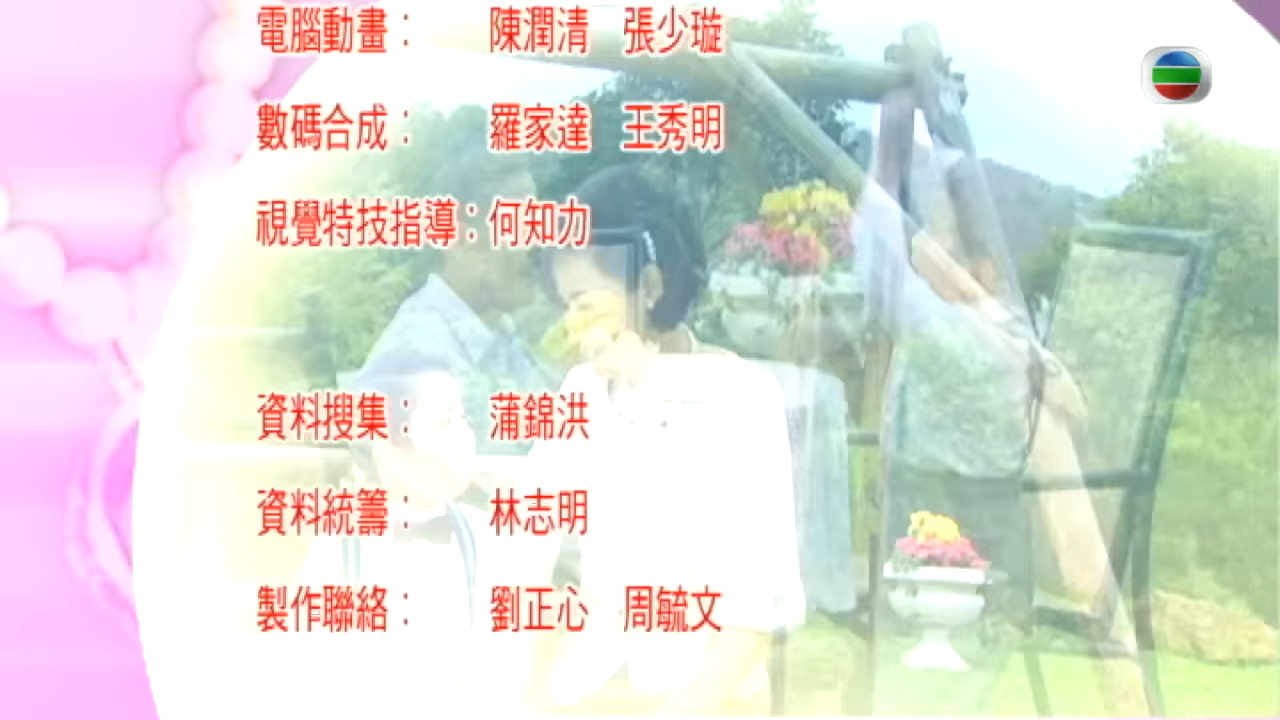 電腦動畫： 陳潤清 張少璇
數碼合成： 羅家達 王秀明
視覺特技指導：何知力
資料搜集： 蒲錦洪
資料統籌： 林志明
製作聯絡： 劉正心 周毓文